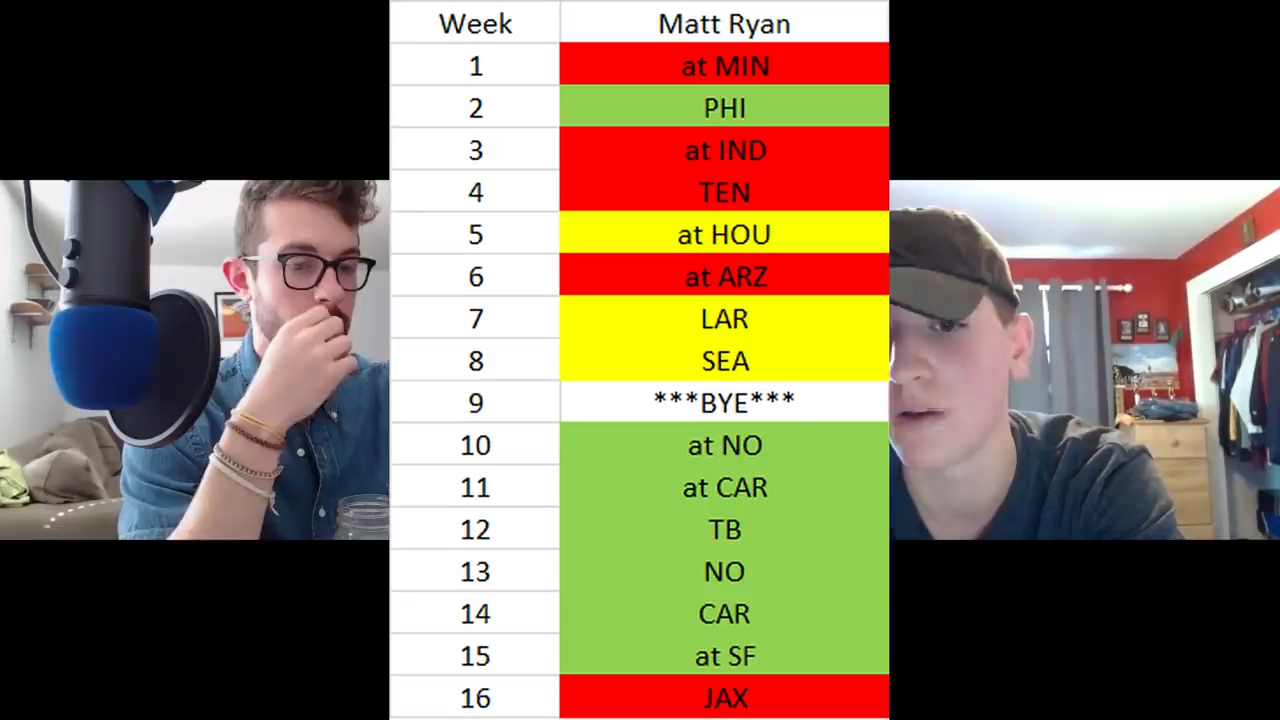 Week Matt Ryan
1 at MIN
2 PHI
3 at IND
4 TEN
5 at HOU
6 at ARZ
7 LAR
8 SEA
9 ***BYE***
10 at NO
11 at CAR
12 TB
13 NO
14 CAR
15 at SF
16 JAX